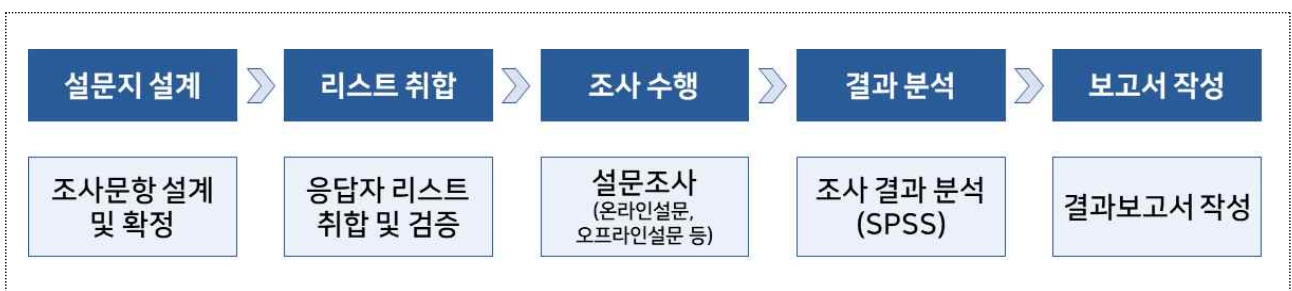 설문지 설계
리스트 취합
조사 수행
결과 분석
보고서 작성
조사문항 설계
및 확정
응답자 리스트
취합 및 검증
설문조사
(온라인설문,
오프라인설문 등)
조사 결과 분석
(SPSS)
결과보고서 작성